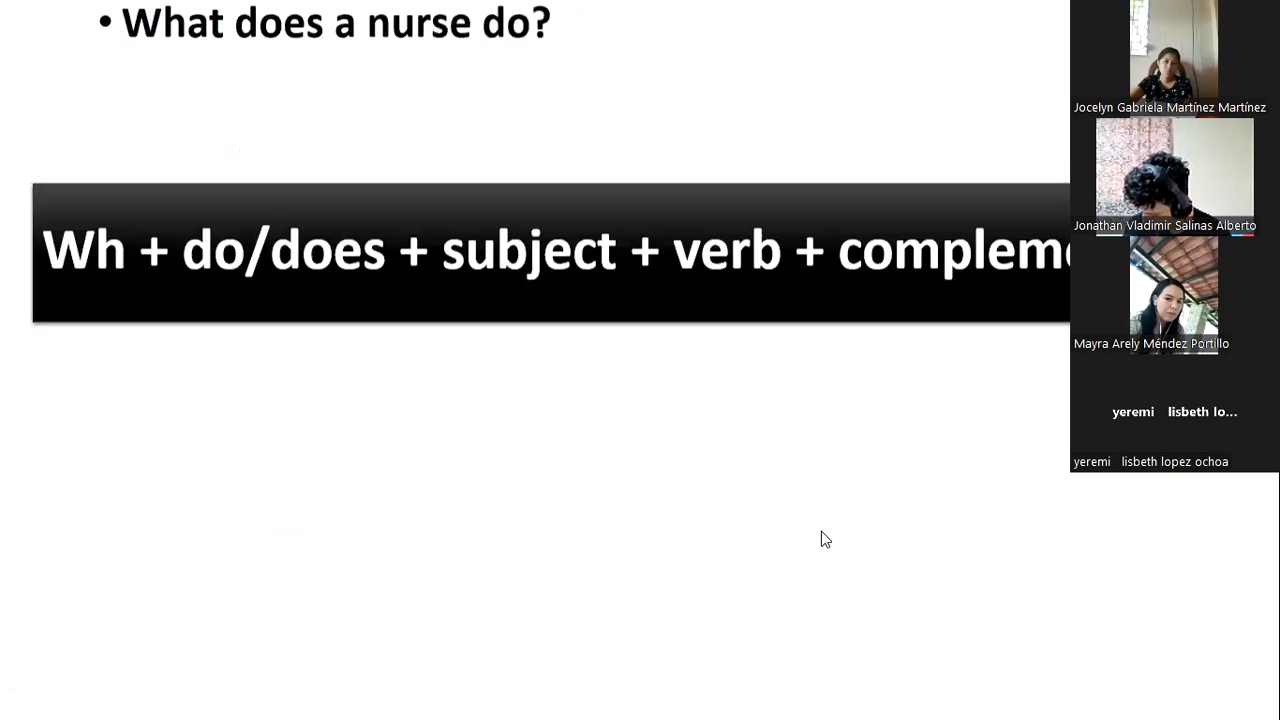 • What does a nurse do?
Wh + do/does + subject + verb + compleme
Jocelyn Gabriela Martínez Martínez
Jonathan Vladimir Salinas Alberto
Mayra Arely Méndez Portillo
yeremi lisbeth lo...
yeremi lisbeth lopez ochoa